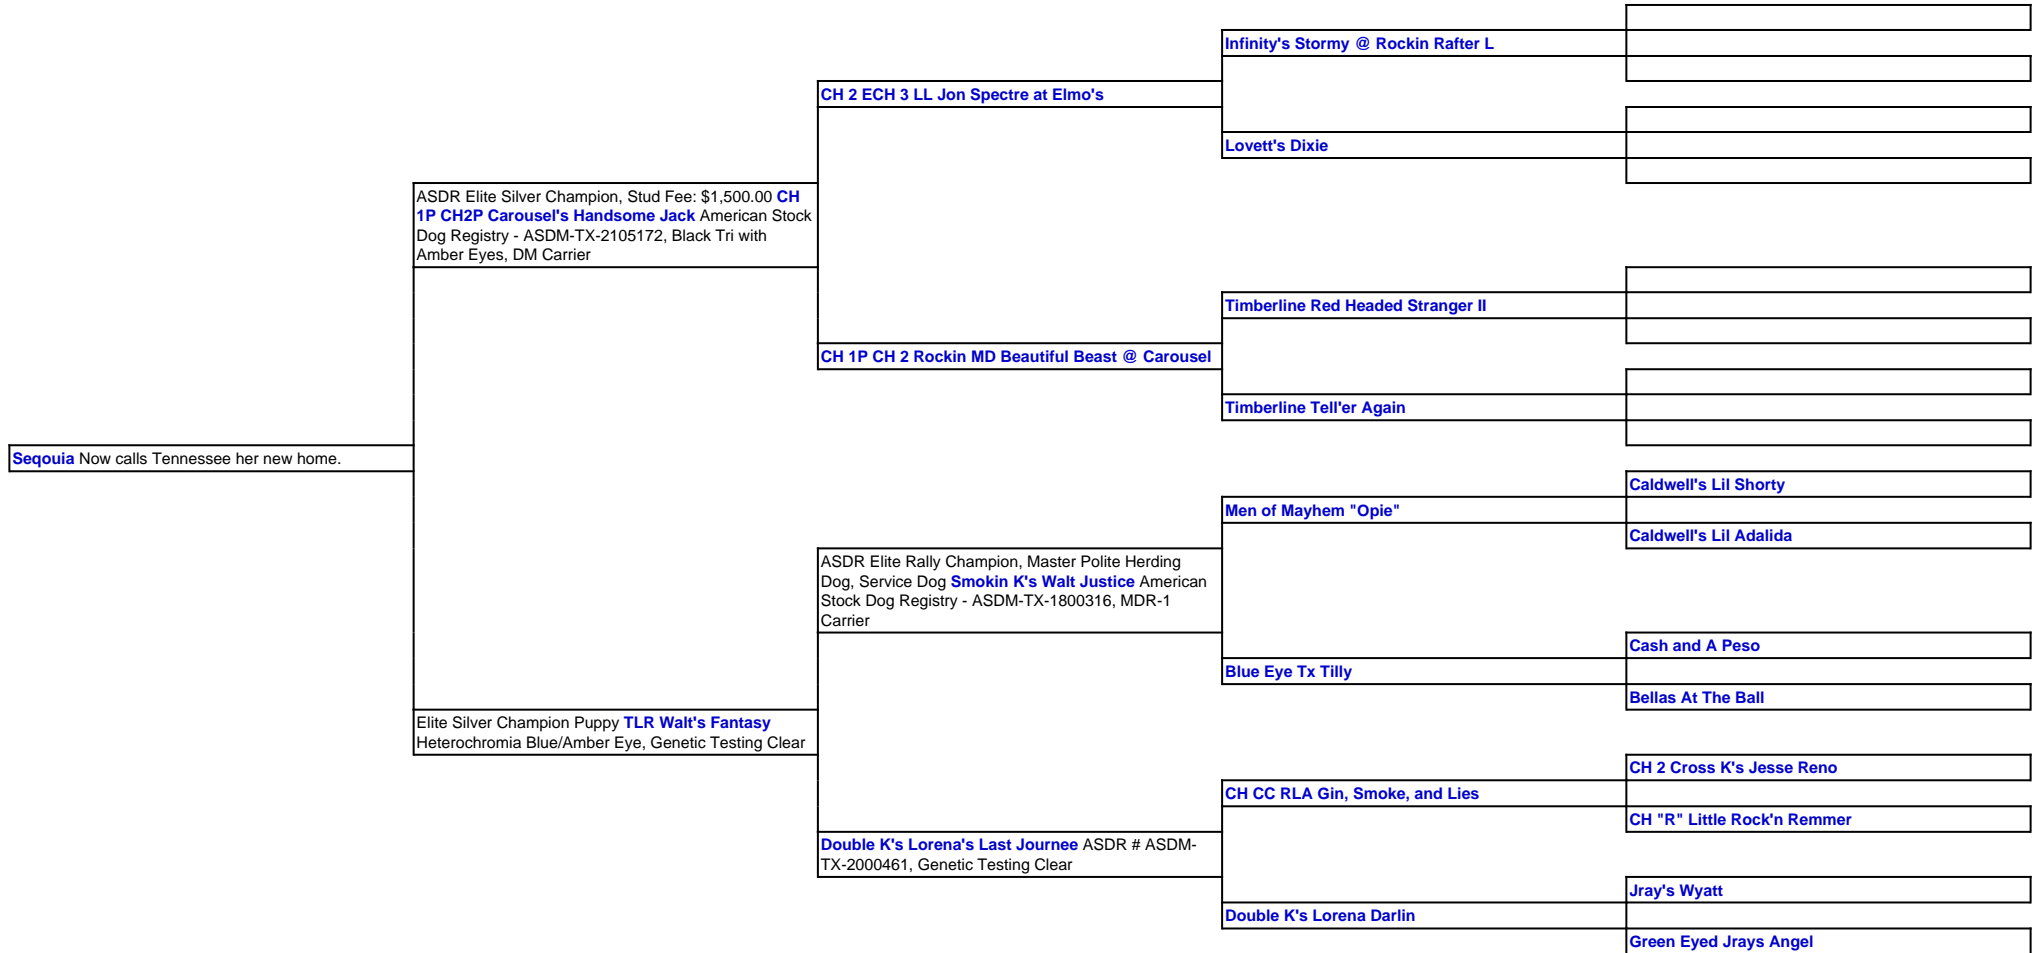 Infinity's Stormy @ Rockin Rafter L
CH 2 ECH 3 LL Jon Spectre at Elmo's
Lovett's Dixie
ASDR Elite Silver Champion, Stud Fee: $1,500.00 CH
1P CH2P Carousel's Handsome Jack American Stock
Dog Registry - ASDM-TX-2105172, Black Tri with
Amber Eyes, DM Carrier
Timberline Red Headed Stranger II
CH 1P CH 2 Rockin MD Beautiful Beast @ Carousel
Timberline Tell'er Again
Seqouia Now calls Tennessee her new home.
Caldwell's Lil Shorty
Men of Mayhem "Opie"
Caldwell's Lil Adalida
ASDR Elite Rally Champion, Master Polite Herding
Dog, Service Dog Smokin K's Walt Justice American
Stock Dog Registry - ASDM-TX-1800316, MDR-1
Carrier
Cash and A Peso
Blue Eye Tx Tilly
Bellas At The Ball
Elite Silver Champion Puppy TLR Walt's Fantasy
Heterochromia Blue/Amber Eye, Genetic Testing Clear
CH 2 Cross K's Jesse Reno
CH CC RLA Gin, Smoke, and Lies
CH "R" Little Rock'n Remmer
Double K's Lorena's Last Journee ASDR # ASDM-
TX-2000461, Genetic Testing Clear
Jray's Wyatt
Double K's Lorena Darlin
Green Eyed Jrays Angel